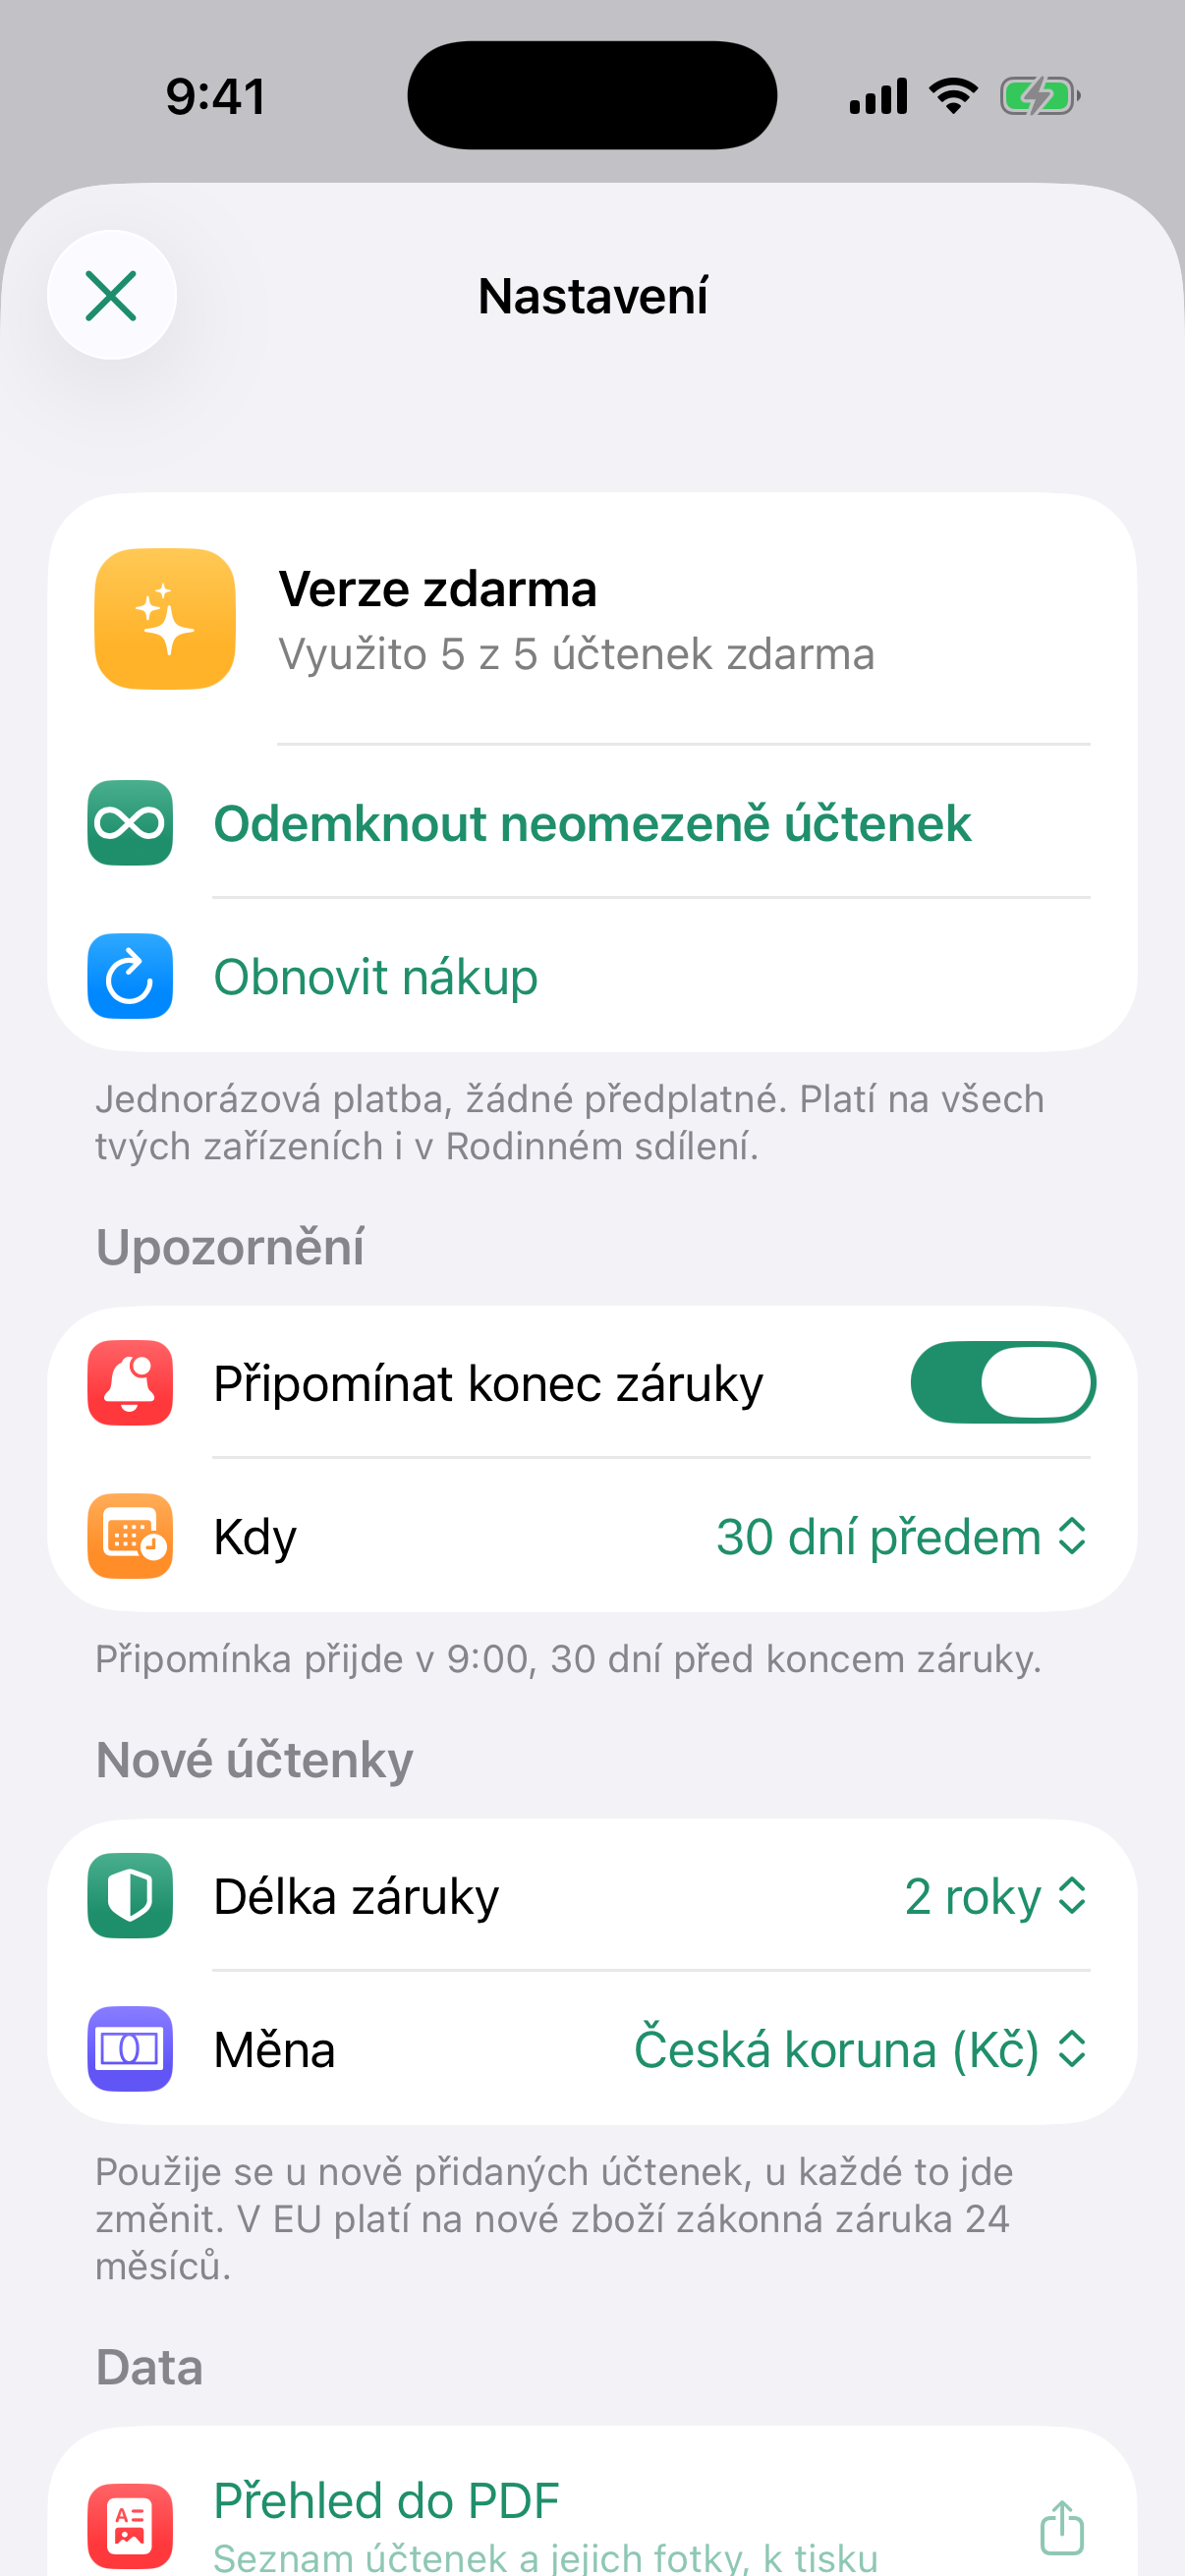 9:41
Nastavení
Verze zdarma
Využito 5 z 5 účtenek zdarma
Odemknout neomezeně účtenek
Obnovit nákup
Jednorázová platba, žádné předplatné. Platí na všech
tvých zařízeních i v Rodinném sdílení.
Upozornění
Připomínat konec záruky
Kdy
30 dní předem
Připomínka přijde v 9:00, 30 dní před koncem záruky.
Nové účtenky
Délka záruky
2 roky
Měna
Česká koruna (Kč)
Použije se u nově přidaných účtenek, u každé to jde
změnit. V EU platí na nové zboží zákonná záruka 24
měsíců.
Data
Přehled do PDF
Seznam účtenek a jejich fotky, k tisku